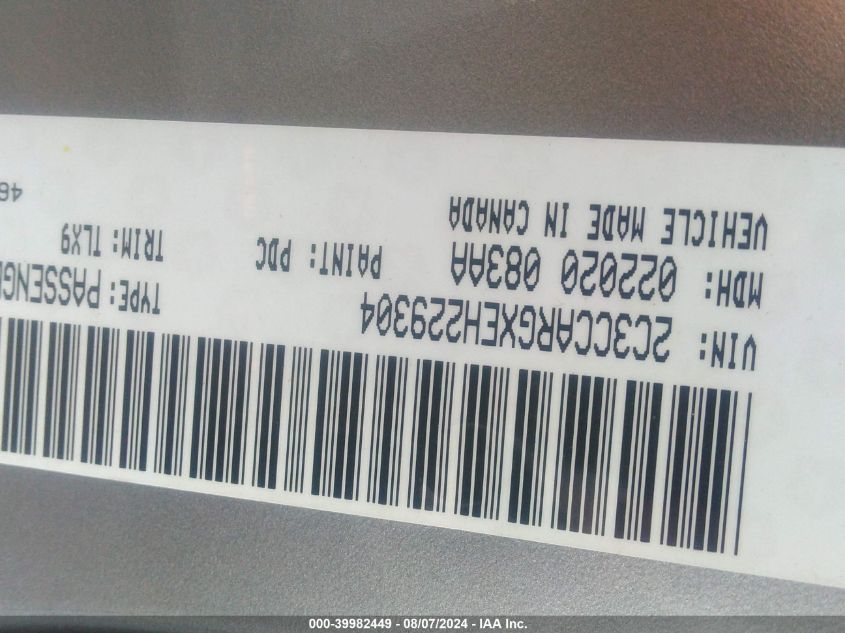 VIN: 2C3CCARGXEH229304 TYPE: PASSENGE
MDH: 022020 083AA PAINT: PDC TRIM: TLX9
VEHICLE MADE IN CANADA
000-39982449 - 08/07/2024 - IAA Inc.